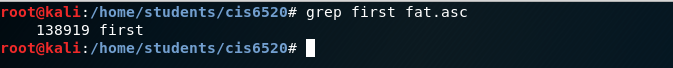 root@kali:/home/students/cis6520# grep first fat.asc
    138919 first
root@kali:/home/students/cis6520#